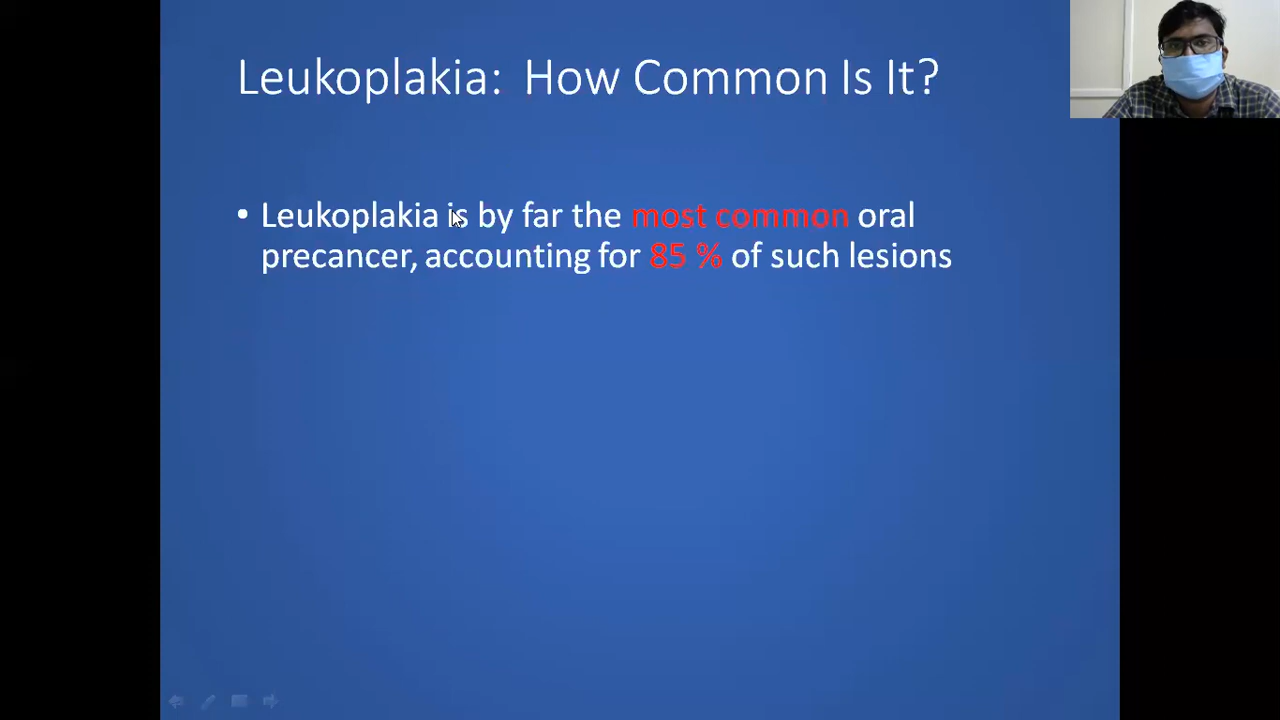 Leukoplakia: How Common Is It?
• Leukoplakia is by far the most common oral
precancer, accounting for 85 % of such lesions